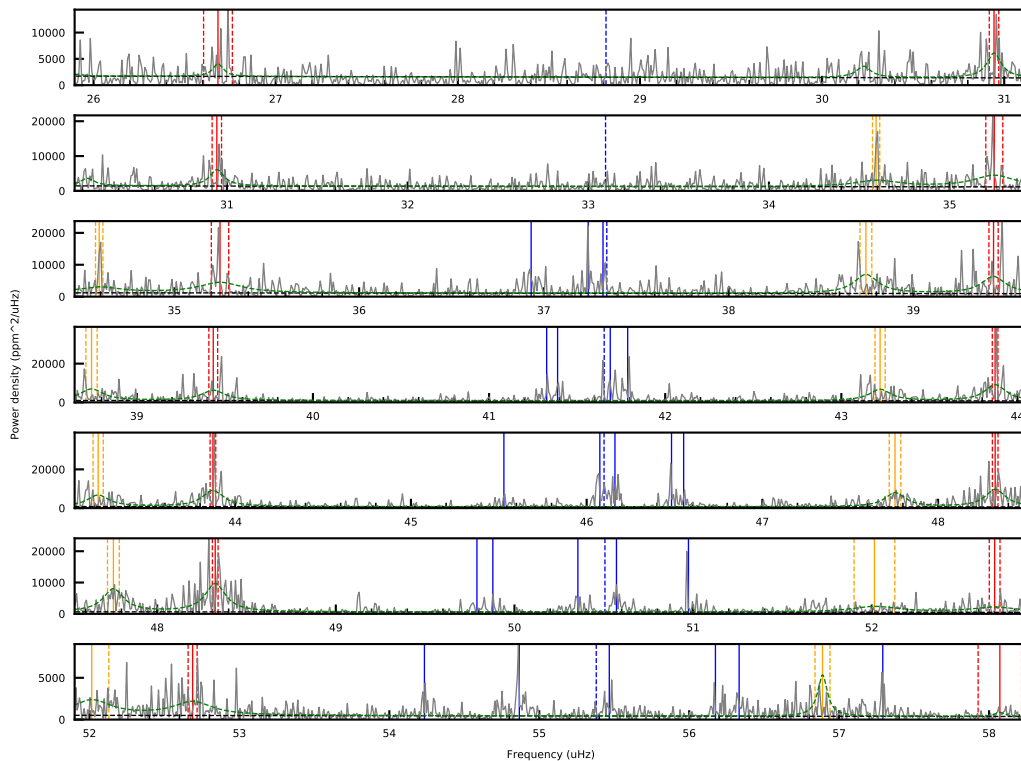 10000
5000
0
26 27 28 29 30 31
20000
10000
0
31 32 33 34 35
20000
10000
0
35 36 37 38 39
Power density (ppm^2/uHz)
20000
0
39 40 41 42 43 44
20000
0
44 45 46 47 48
20000
10000
0
48 49 50 51 52
5000
0
52 53 54 55 56 57 58
Frequency (uHz)